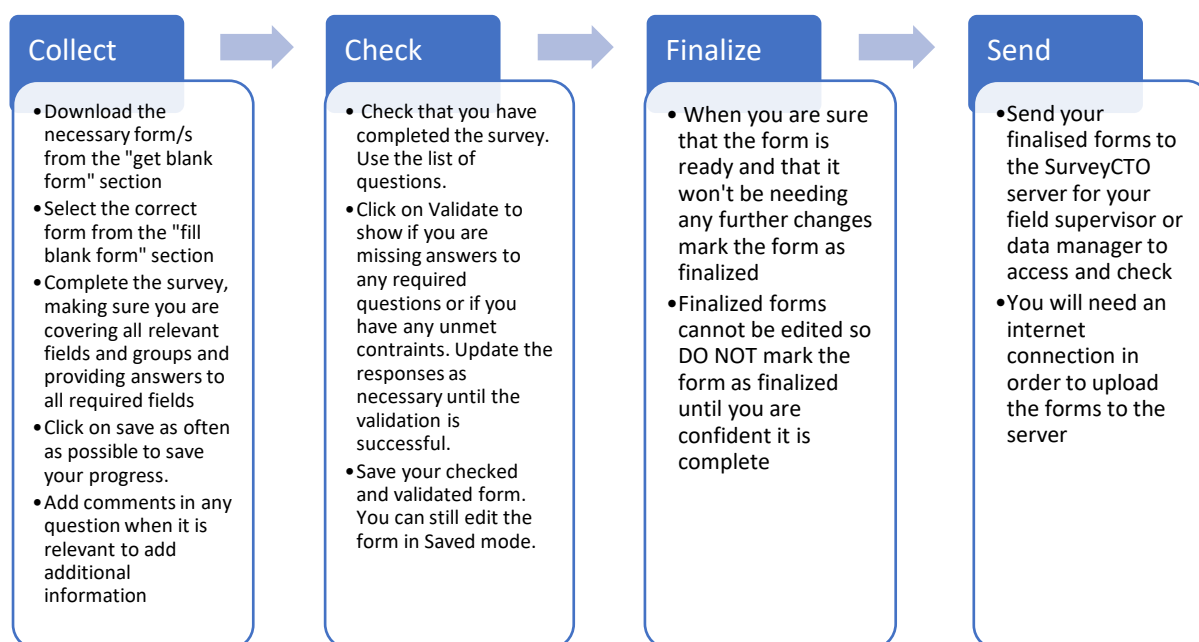 Collect
•Download the
necessary form/s
from the "get blank
form" section
•Select the correct
form from the "fill
blank form" section
•Complete the survey,
making sure you are
covering all relevant
fields and groups and
providing answers to
all required fields
•Click on save as often
as possible to save
your progress.
•Add comments in any
question when it is
relevant to add
additional
information
Check
• Check that you have
completed the survey.
Use the list of
questions.
•Click on Validate to
show if you are
missing answers to
any required
questions or if you
have any unmet
contraints. Update the
responses as
necessary until the
validation is
successful.
•Save your checked
and validated form.
You can still edit the
form in Saved mode.
Finalize
• When you are sure
that the form is
ready and that it
won't be needing
any further changes
mark the form as
finalized
•Finalized forms
cannot be edited so
DO NOT mark the
form as finalized
until you are
confident it is
complete
Send
•Send your
finalised forms to
the SurveyCTO
server for your
field supervisor or
data manager to
access and check
•You will need an
internet
connection in
order to upload
the forms to the
server